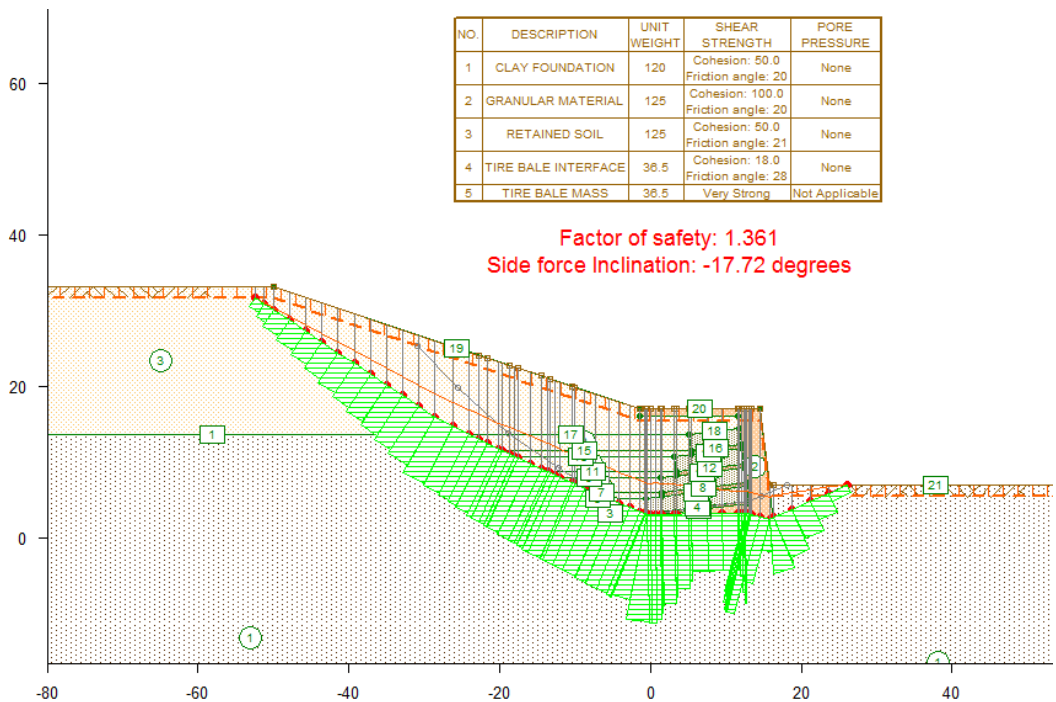 NO. DESCRIPTION UNIT WEIGHT SHEAR STRENGTH PORE PRESSURE
1 CLAY FOUNDATION 120 Cohesion: 50.0 Friction angle: 20 None
2 GRANULAR MATERIAL 125 Cohesion: 100.0 Friction angle: 20 None
3 RETAINED SOIL 125 Cohesion: 50.0 Friction angle: 21 None
4 TIRE BALE INTERFACE 36.5 Cohesion: 18.0 Friction angle: 28 None
5 TIRE BALE MASS 36.5 Very Strong Not Applicable
Factor of safety: 1.361
Side force Inclination: -17.72 degrees
60
40
20
0
19
20
3
1
17
18
15
16
11
12
2
7
8
3
4
21
1
1
-80 -60 -40 -20 0 20 40